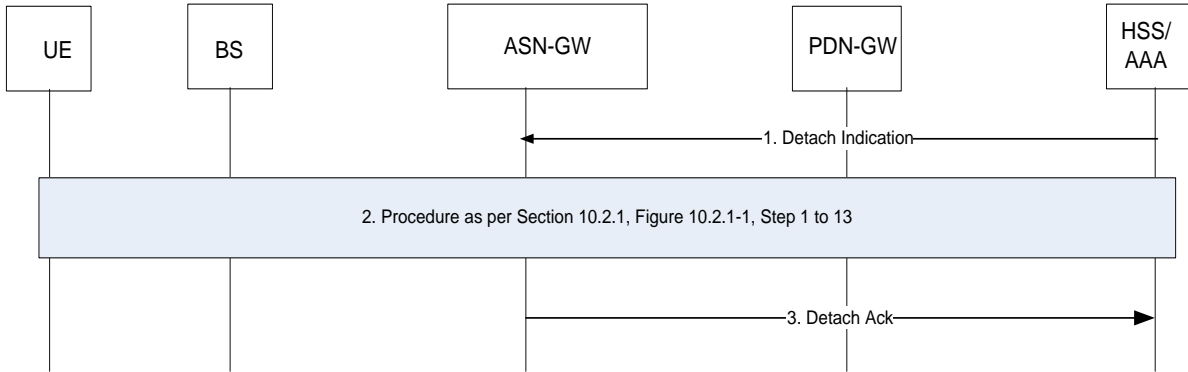 UE
BS
ASN-GW
PDN-GW
HSS/
AAA
1. Detach Indication
2. Procedure as per Section 10.2.1, Figure 10.2.1-1, Step 1 to 13
3. Detach Ack